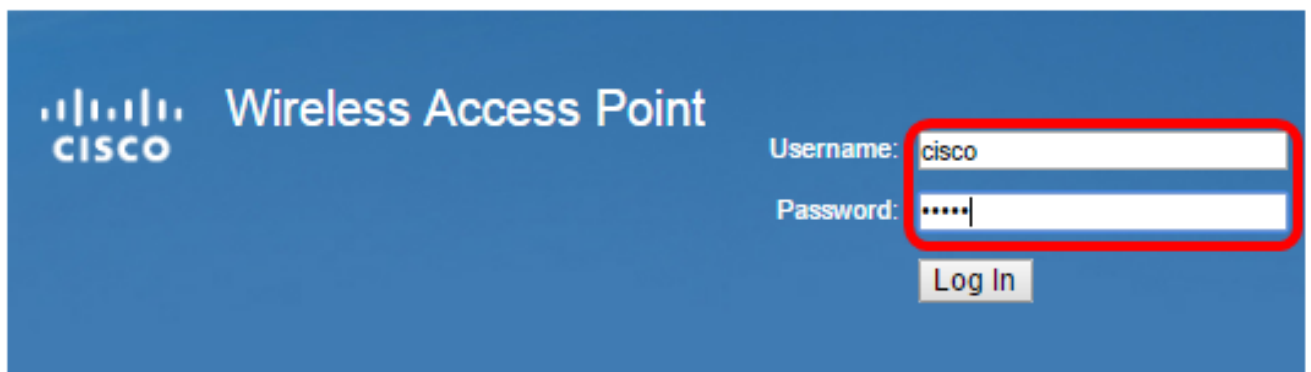 Wireless Access Point
CISCO
Username: cisco
Password: •••••
Log In